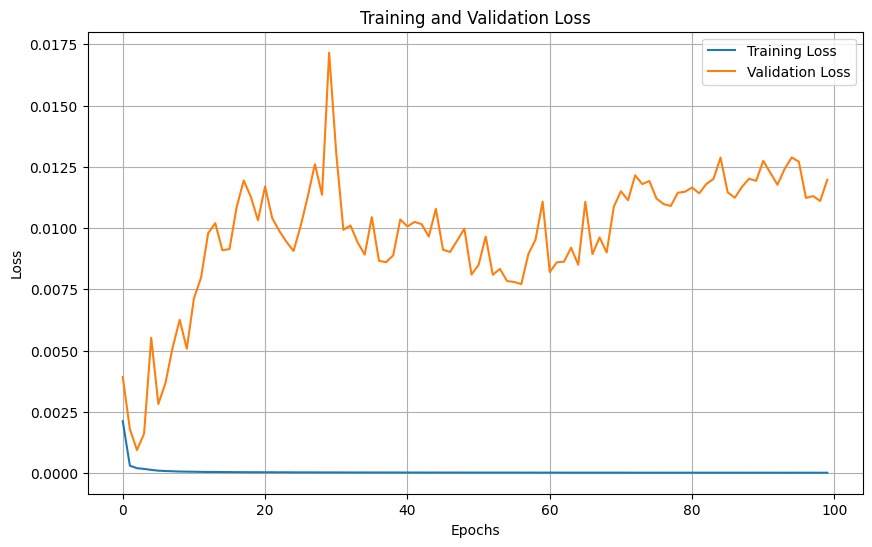 Training and Validation Loss
Training Loss
Validation Loss
Loss
0.0175
0.0150
0.0125
0.0100
0.0075
0.0050
0.0025
0.0000
0 20 40 60 80 100
Epochs